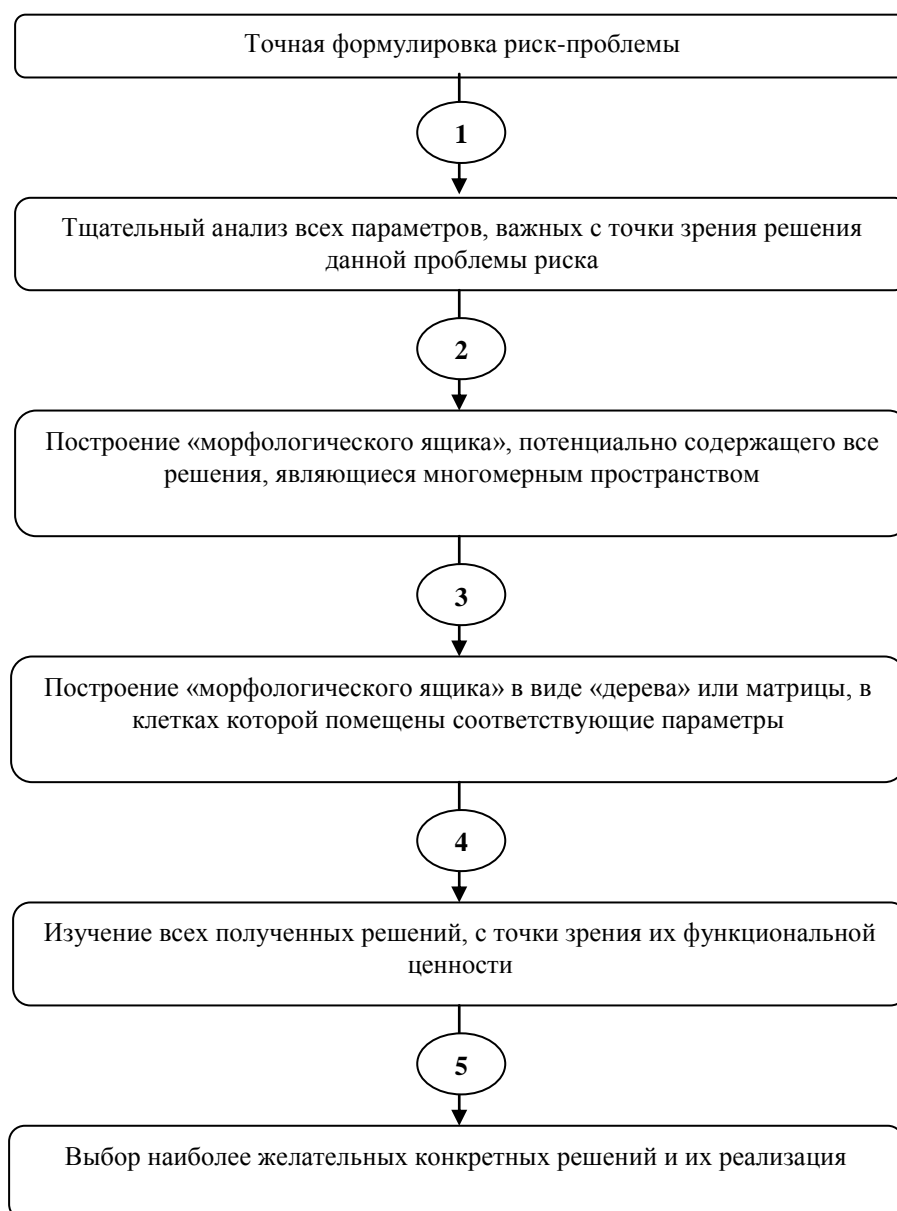 Точная формулировка риск-проблемы
1
Тщательный анализ всех параметров, важных с точки зрения решения
данной проблемы риска
2
Построение «морфологического ящика», потенциально содержащего все
решения, являющиеся многомерным пространством
3
Построение «морфологического ящика» в виде «дерева» или матрицы, в
клетках которой помещены соответствующие параметры
4
Изучение всех полученных решений, с точки зрения их функциональной
ценности
5
Выбор наиболее желательных конкретных решений и их реализация